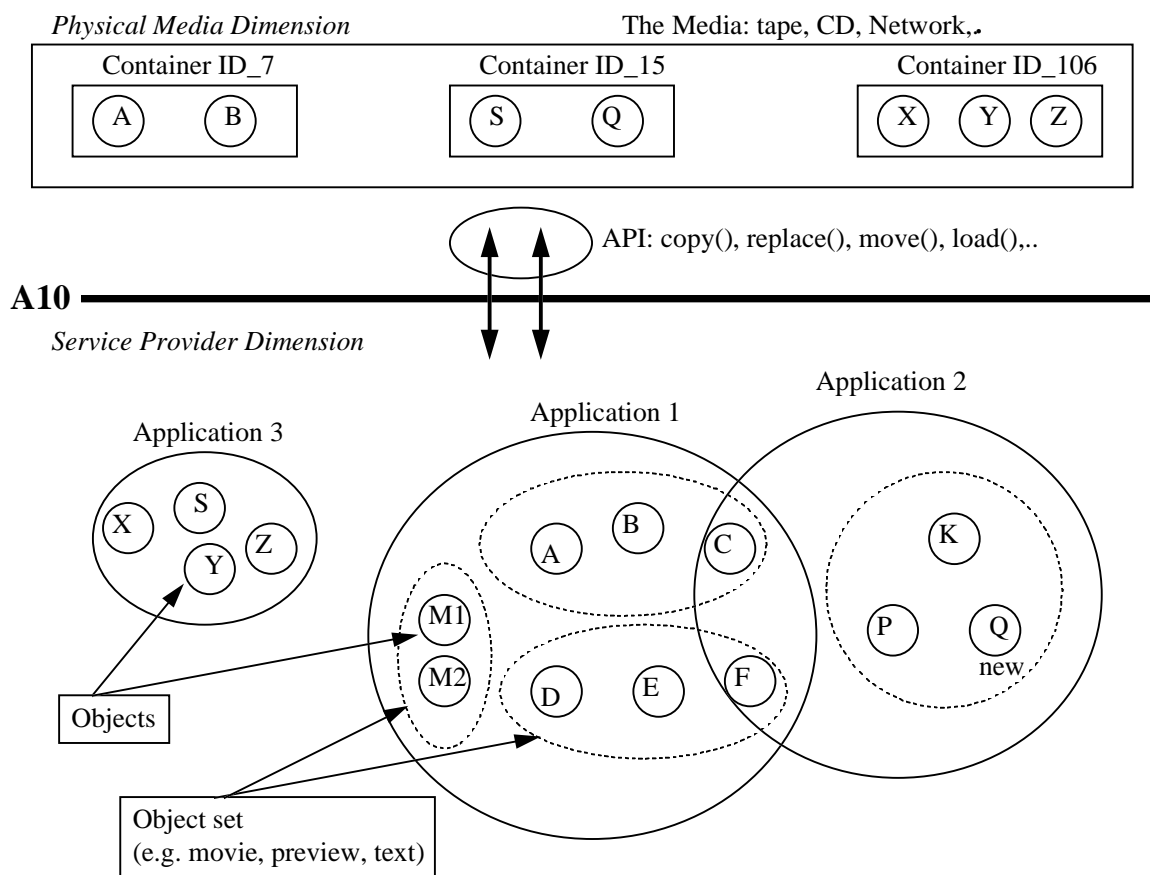 Physical Media Dimension
The Media: tape, CD, Network,.
Container ID_7
Container ID_15
Container ID_106
A
B
S
Q
X
Y
Z
API: copy(), replace(), move(), load(),..
A10
Service Provider Dimension
Application 3
Application 1
Application 2
X
S
Y
Z
A
B
C
K
P
Q
new
M1
M2
D
E
F
Objects
Object set
(e.g. movie, preview, text)